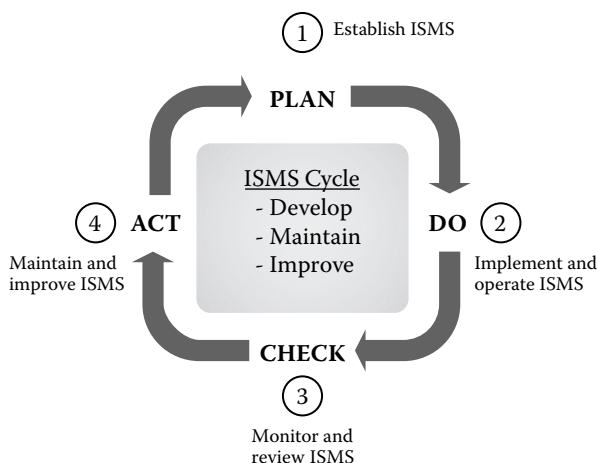 1 Establish ISMS
PLAN
ISMS Cycle
- Develop
- Maintain
- Improve
4 ACT
Maintain and
improve ISMS
DO 2
Implement and
operate ISMS
CHECK
3
Monitor and
review ISMS